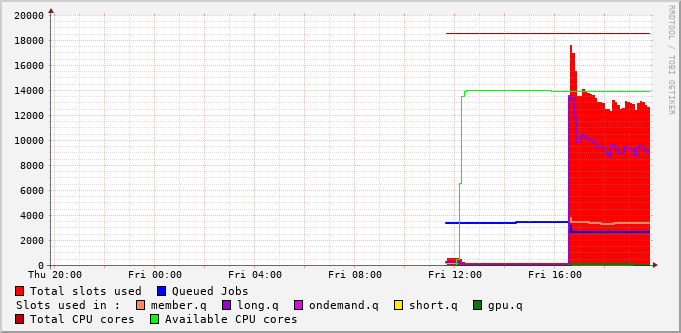 20000
18000
16000
14000
12000
10000
8000
6000
4000
2000
0
Thu 20:00 Fri 00:00 Fri 04:00 Fri 08:00 Fri 12:00 Fri 16:00
RRDTOOL / TOBI OETIKER
Total slots used Queued Jobs
Slots used in : member.q long.q ondemand.q short.q gpu.q
Total CPU cores Available CPU cores